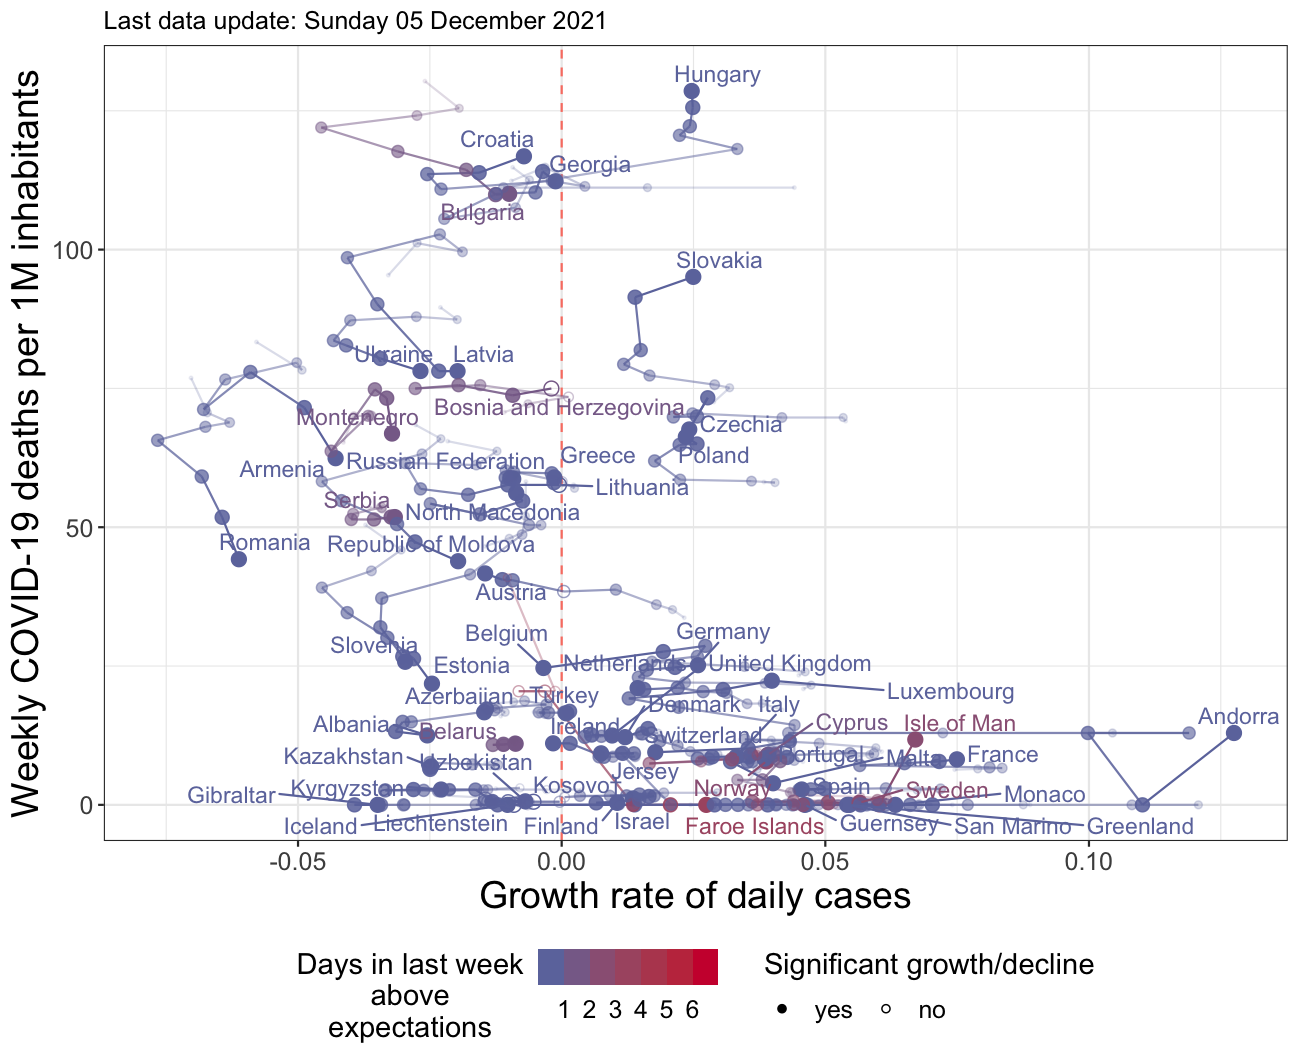 Last data update: Sunday 05 December 2021
Weekly COVID-19 deaths per 1M inhabitants
Hungary
Croatia
Georgia
Bulgaria
100
Slovakia
Ukraine
Latvia
Montenegro
Bosnia and Herzegovina
Czechia
Armenia
Russian Federation
Greece
Poland
Lithuania
Serbia
North Macedonia
50
Romania
Republic of Moldova
Austria
Belgium
Germany
Slovenia
Estonia
Netherlands
United Kingdom
Luxembourg
Azerbaijan
Turkey
Denmark
Italy
Albania
Belarus
Ireland
Switzerland
Cyprus
Isle of Man
Andorra
Kazakhstan
Uzbekistan
Portugal
Malta
France
Jersey
Gibraltar
Kyrgyzstan
Kosovo
Norway
Spain
Sweden
Monaco
0
Iceland
Liechtenstein
Finland
Israel
Faroe Islands
Guernsey
San Marino
Greenland
-0.05
0.00
0.05
0.10
Growth rate of daily cases
Days in last week
above
expectations
1 2 3 4 5 6
Significant growth/decline
yes
no